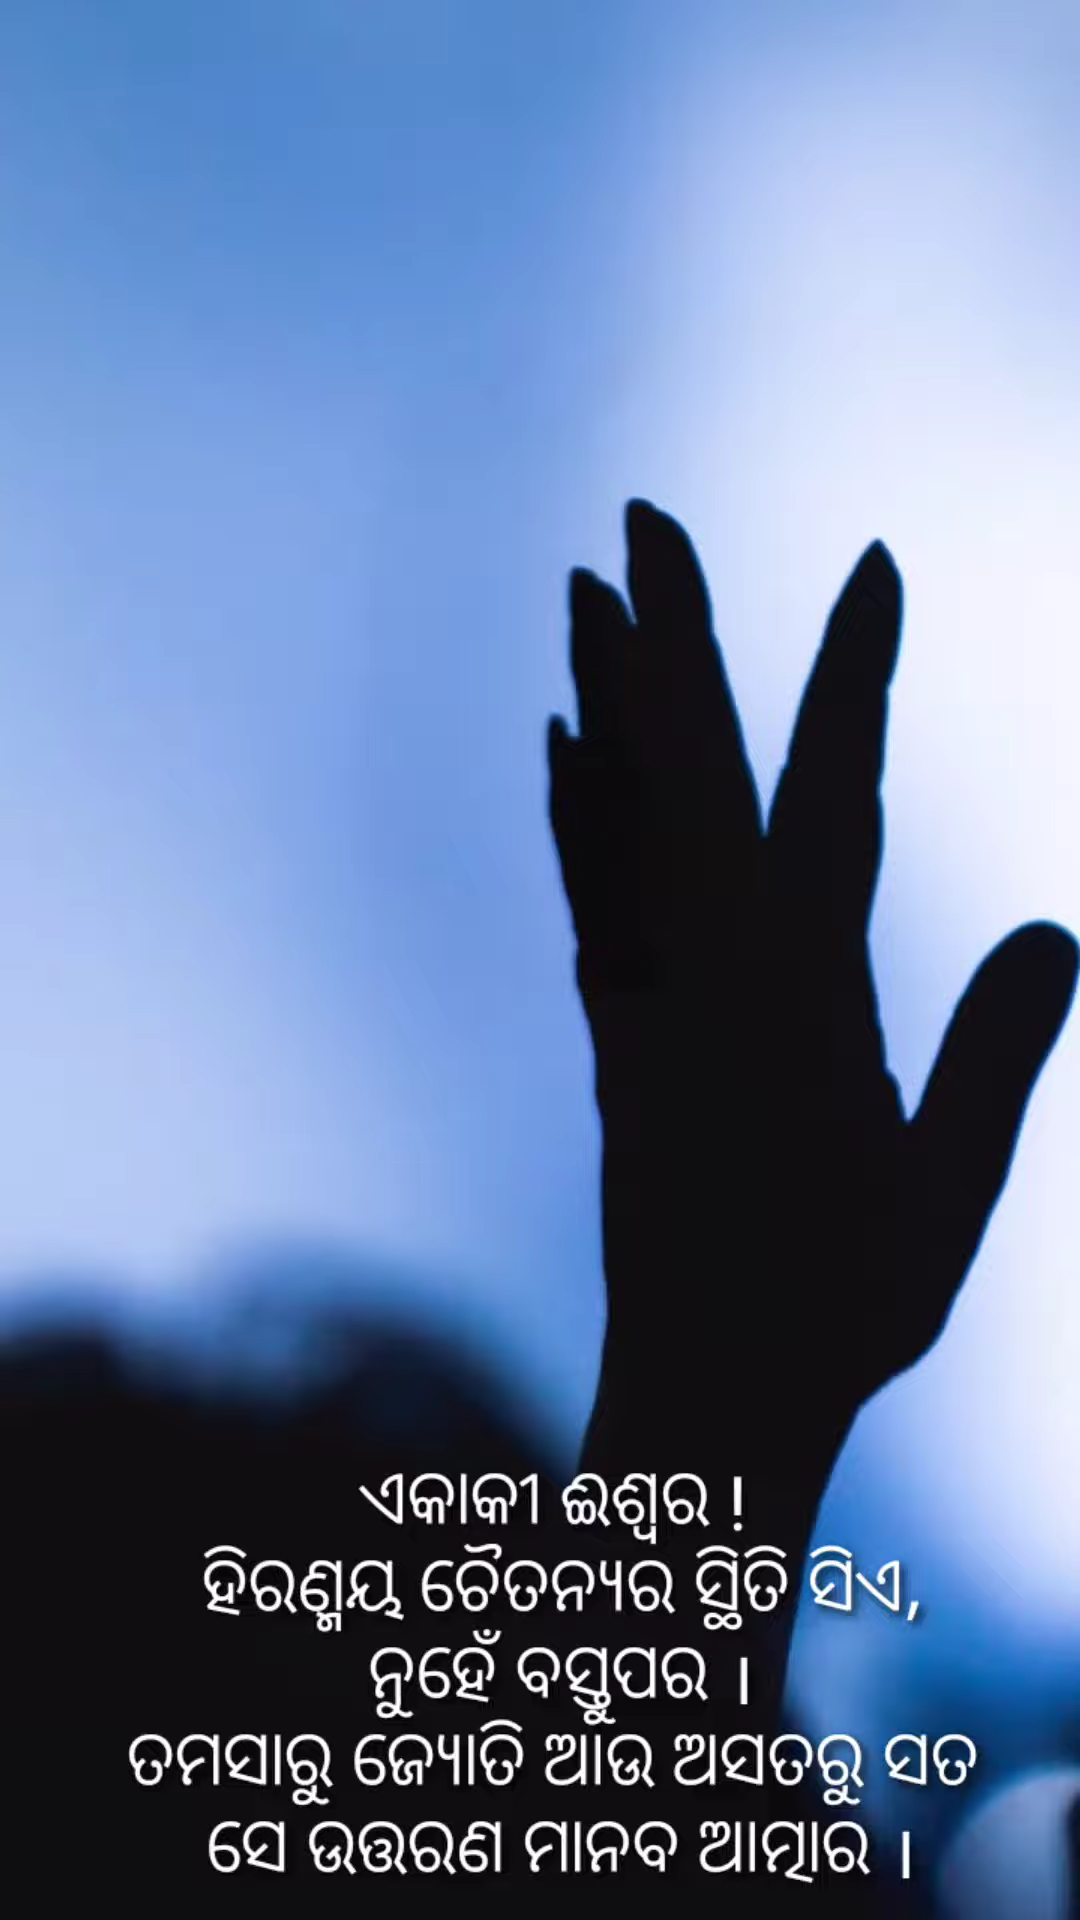 ଏକାକୀ ଈଶ୍ୱର !
ହିରଣ୍ମୟ ଚୈତନ୍ୟର ସ୍ଥିତି ସିଏ,
ନୁହେଁ ବସ୍ତୁପର ।
ତମସାରୁ ଜ୍ୟୋତି ଆଉ ଅସତରୁ ସତ
ସେ ଉତ୍ତରଣ ମାନବ ଆତ୍ମାର ।